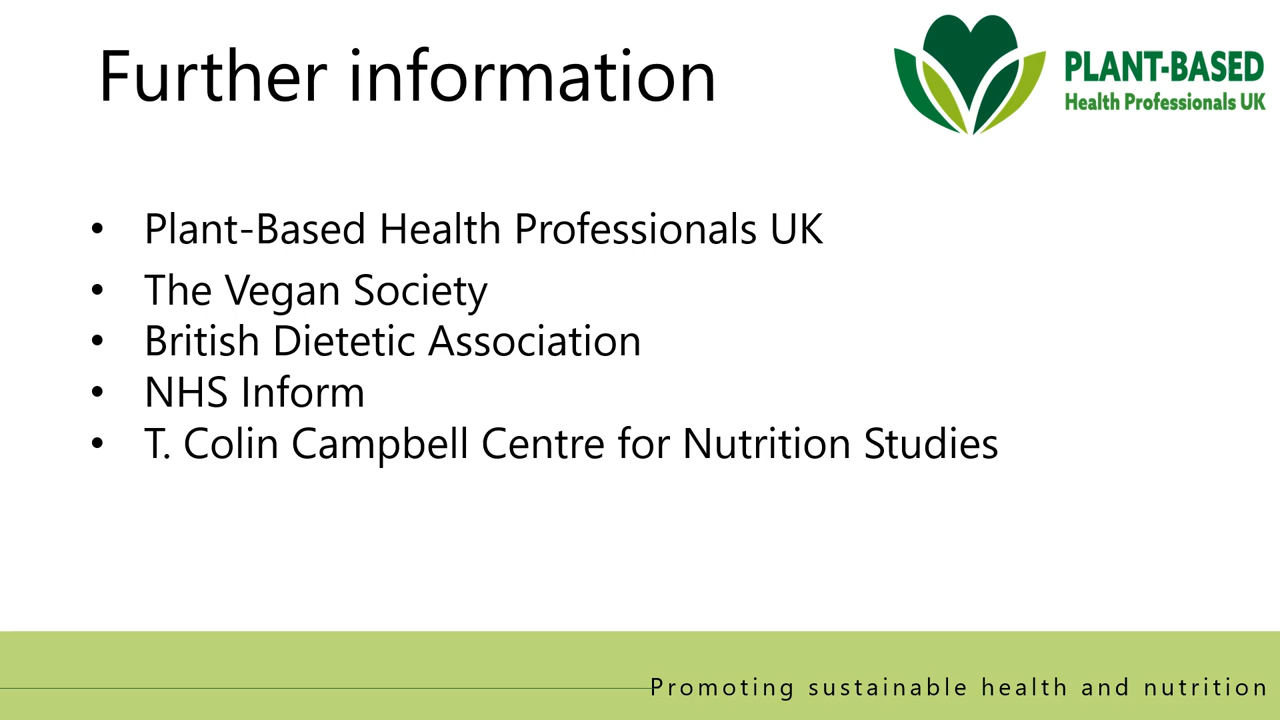 Further information
PLANT-BASED
Health Professionals UK
• Plant-Based Health Professionals UK
• The Vegan Society
• British Dietetic Association
• NHS Inform
• T. Colin Campbell Centre for Nutrition Studies
Promoting sustainable health and nutrition